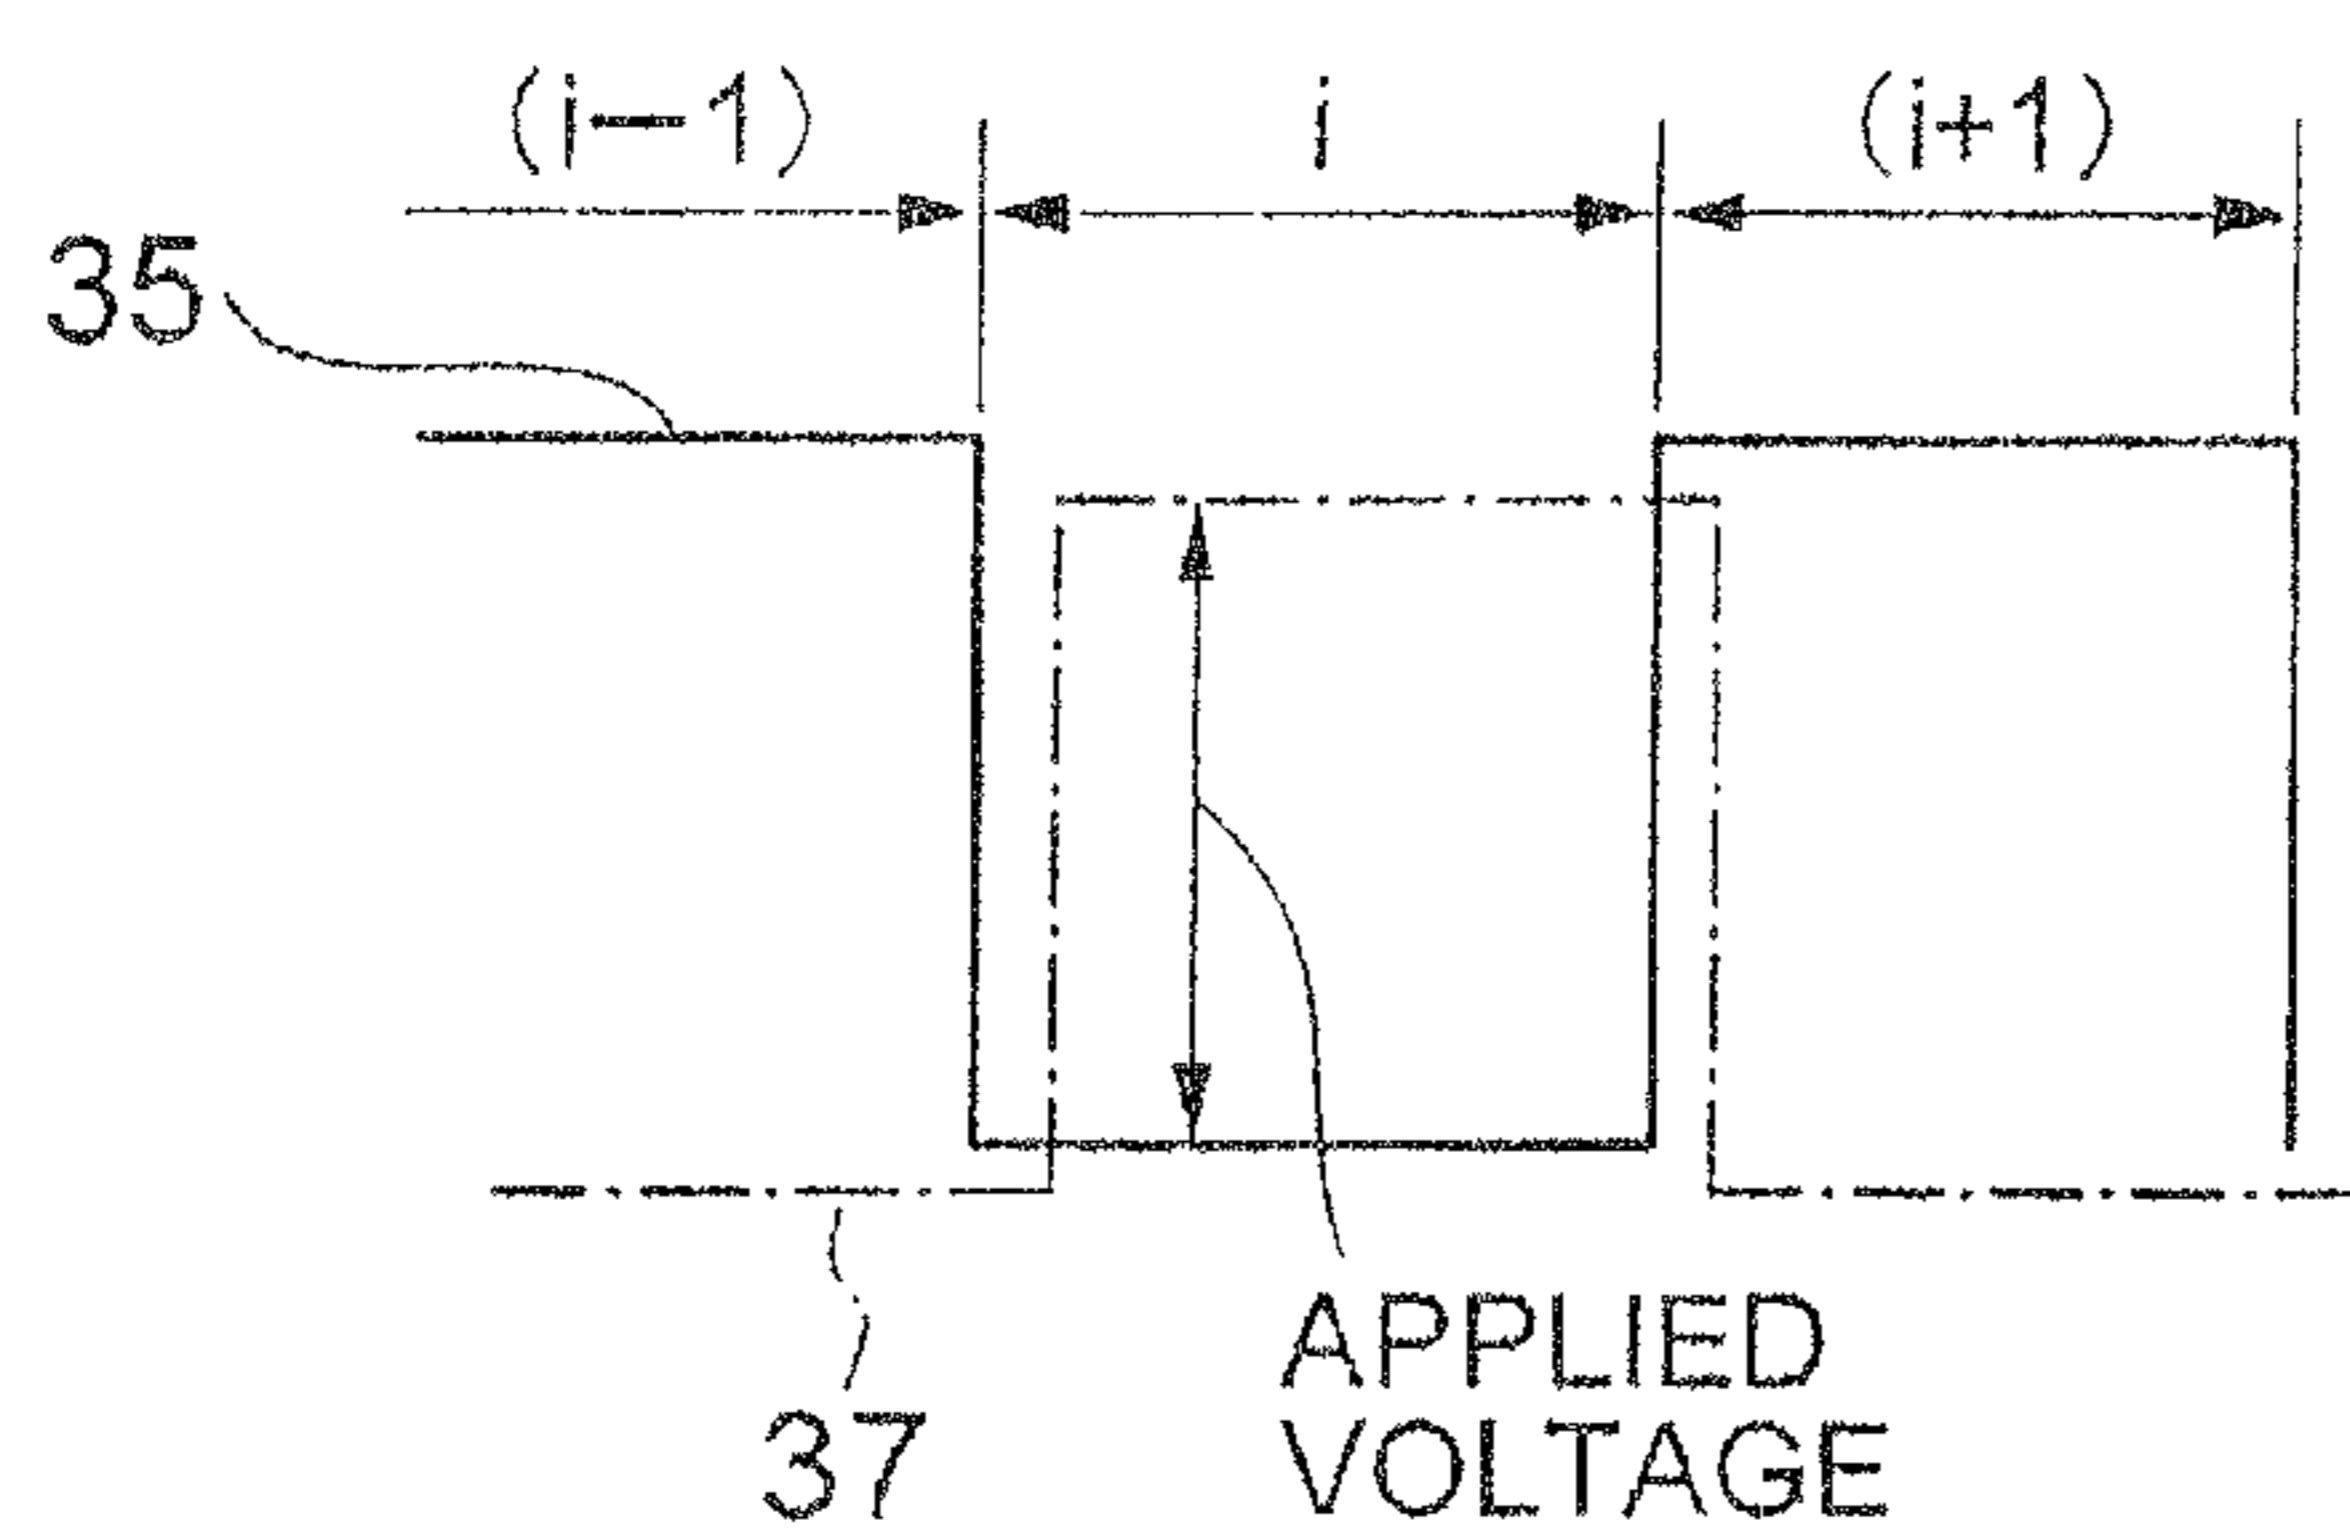 (i−1)
i
(i+1)
35
37
APPLIED
VOLTAGE